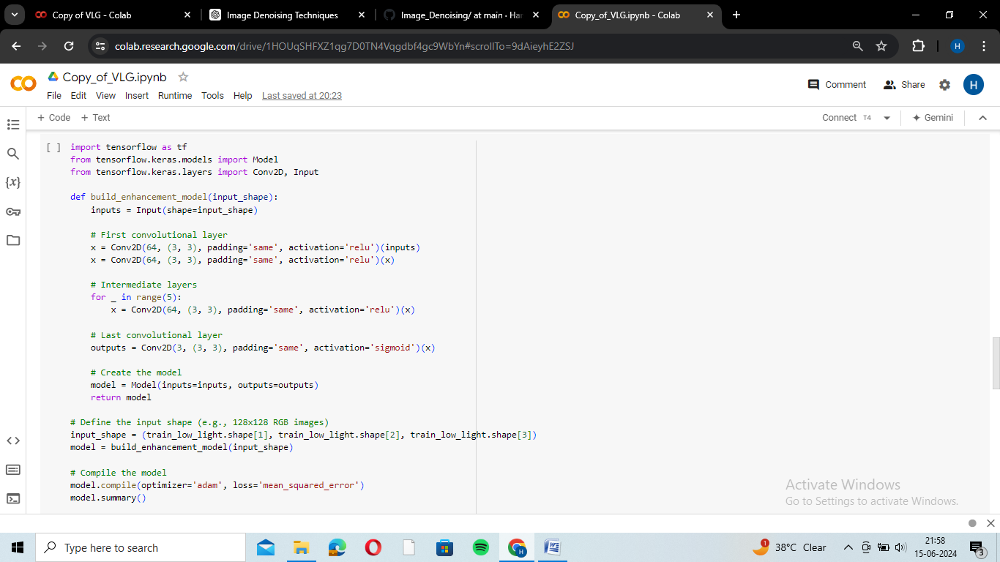 Copy of VLG - Colab
Image Denoising Techniques
Image_Denoising/ at main · Har
Copy_of_VLG.ipynb - Colab
colab.research.google.com/drive/1HOUqSHFXZ1qg7D0TN4Vqgdbf4gc9WbYn#scrollTo=9dAieyhE2ZSJ
H
Copy_of_VLG.ipynb
File Edit View Insert Runtime Tools Help Last saved at 20:23
Comment Share H
+ Code + Text
Connect T4 Gemini
{x}
[ ] import tensorflow as tf
from tensorflow.keras.models import Model
from tensorflow.keras.layers import Conv2D, Input
def build_enhancement_model(input_shape):
    inputs = Input(shape=input_shape)
    # First convolutional layer
    x = Conv2D(64, (3, 3), padding='same', activation='relu')(inputs)
    x = Conv2D(64, (3, 3), padding='same', activation='relu')(x)
    # Intermediate layers
    for _ in range(5):
        x = Conv2D(64, (3, 3), padding='same', activation='relu')(x)
    # Last convolutional layer
    outputs = Conv2D(3, (3, 3), padding='same', activation='sigmoid')(x)
    # Create the model
    model = Model(inputs=inputs, outputs=outputs)
    return model
# Define the input shape (e.g., 128x128 RGB images)
input_shape = (train_low_light.shape[1], train_low_light.shape[2], train_low_light.shape[3])
model = build_enhancement_model(input_shape)
# Compile the model
model.compile(optimizer='adam', loss='mean_squared_error')
model.summary()
Activate Windows
Go to Settings to activate Windows.
Type here to search
H
W
1
38°C Clear
21:58
15-06-2024
3